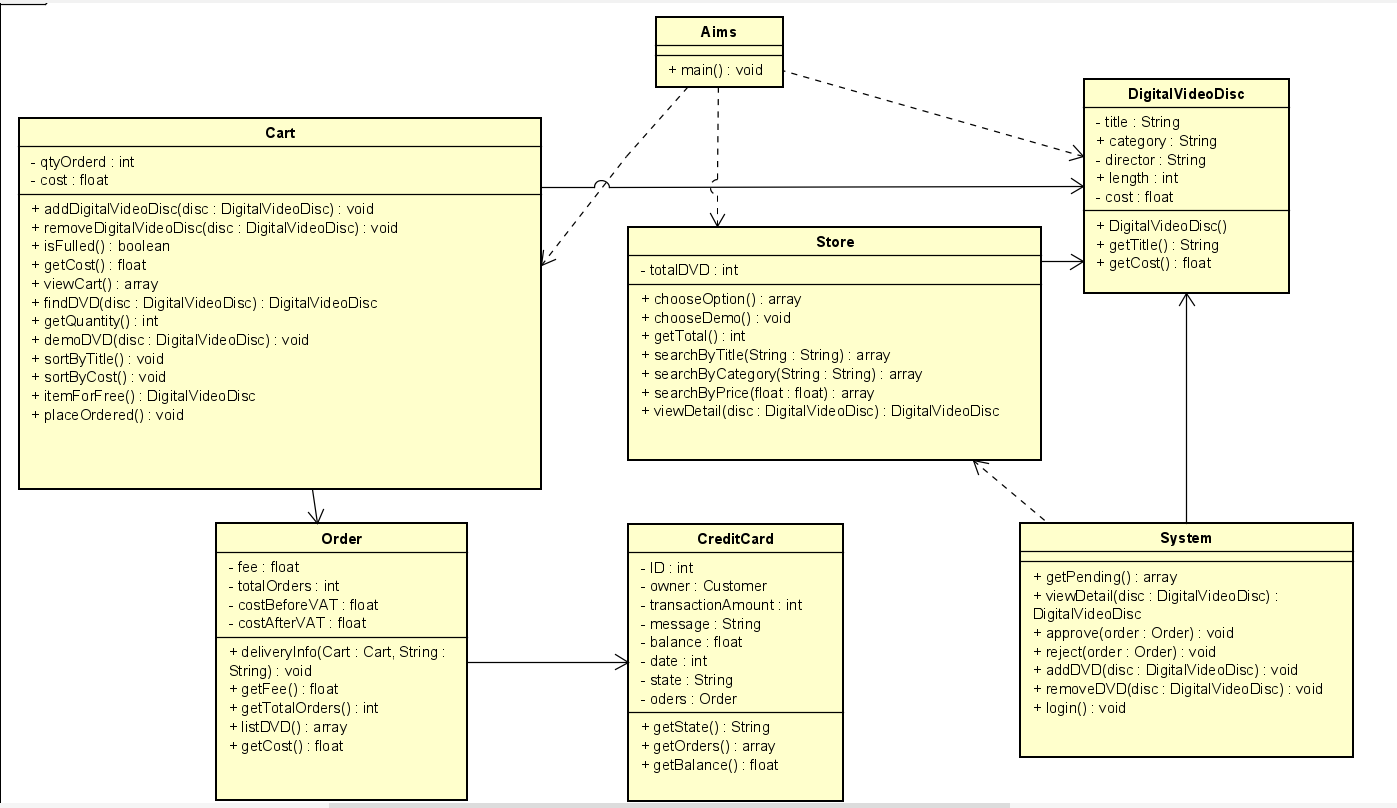 Aims
+ main() : void
DigitalVideoDisc
- title : String
+ category : String
- director : String
+ length : int
- cost : float
+ DigitalVideoDisc()
+ getTitle() : String
+ getCost() : float
Cart
- qtyOrderd : int
- cost : float
+ addDigitalVideoDisc(disc : DigitalVideoDisc) : void
+ removeDigitalVideoDisc(disc : DigitalVideoDisc) : void
+ isFulled() : boolean
+ getCost() : float
+ viewCart() : array
+ findDVD(disc : DigitalVideoDisc) : DigitalVideoDisc
+ getQuantity() : int
+ demoDVD(disc : DigitalVideoDisc) : void
+ sortByTitle() : void
+ sortByCost() : void
+ itemForFree() : DigitalVideoDisc
+ placeOrdered() : void
Store
- totalDVD : int
+ chooseOption() : array
+ chooseDemo() : void
+ getTotal() : int
+ searchByTitle(String : String) : array
+ searchByCategory(String : String) : array
+ searchByPrice(float : float) : array
+ viewDetail(disc : DigitalVideoDisc) : DigitalVideoDisc
Order
- fee : float
- totalOrders : int
- costBeforeVAT : float
- costAfterVAT : float
+ deliveryInfo(Cart : Cart, String :
String) : void
+ getFee() : float
+ getTotalOrders() : int
+ listDVD() : array
+ getCost() : float
CreditCard
- ID : int
- owner : Customer
- transactionAmount : int
- message : String
- balance : float
- date : int
- state : String
- oders : Order
+ getState() : String
+ getOrders() : array
+ getBalance() : float
System
+ getPending() : array
+ viewDetail(disc : DigitalVideoDisc) :
DigitalVideoDisc
+ approve(order : Order) : void
+ reject(order : Order) : void
+ addDVD(disc : DigitalVideoDisc) : void
+ removeDVD(disc : DigitalVideoDisc) : void
+ login() : void